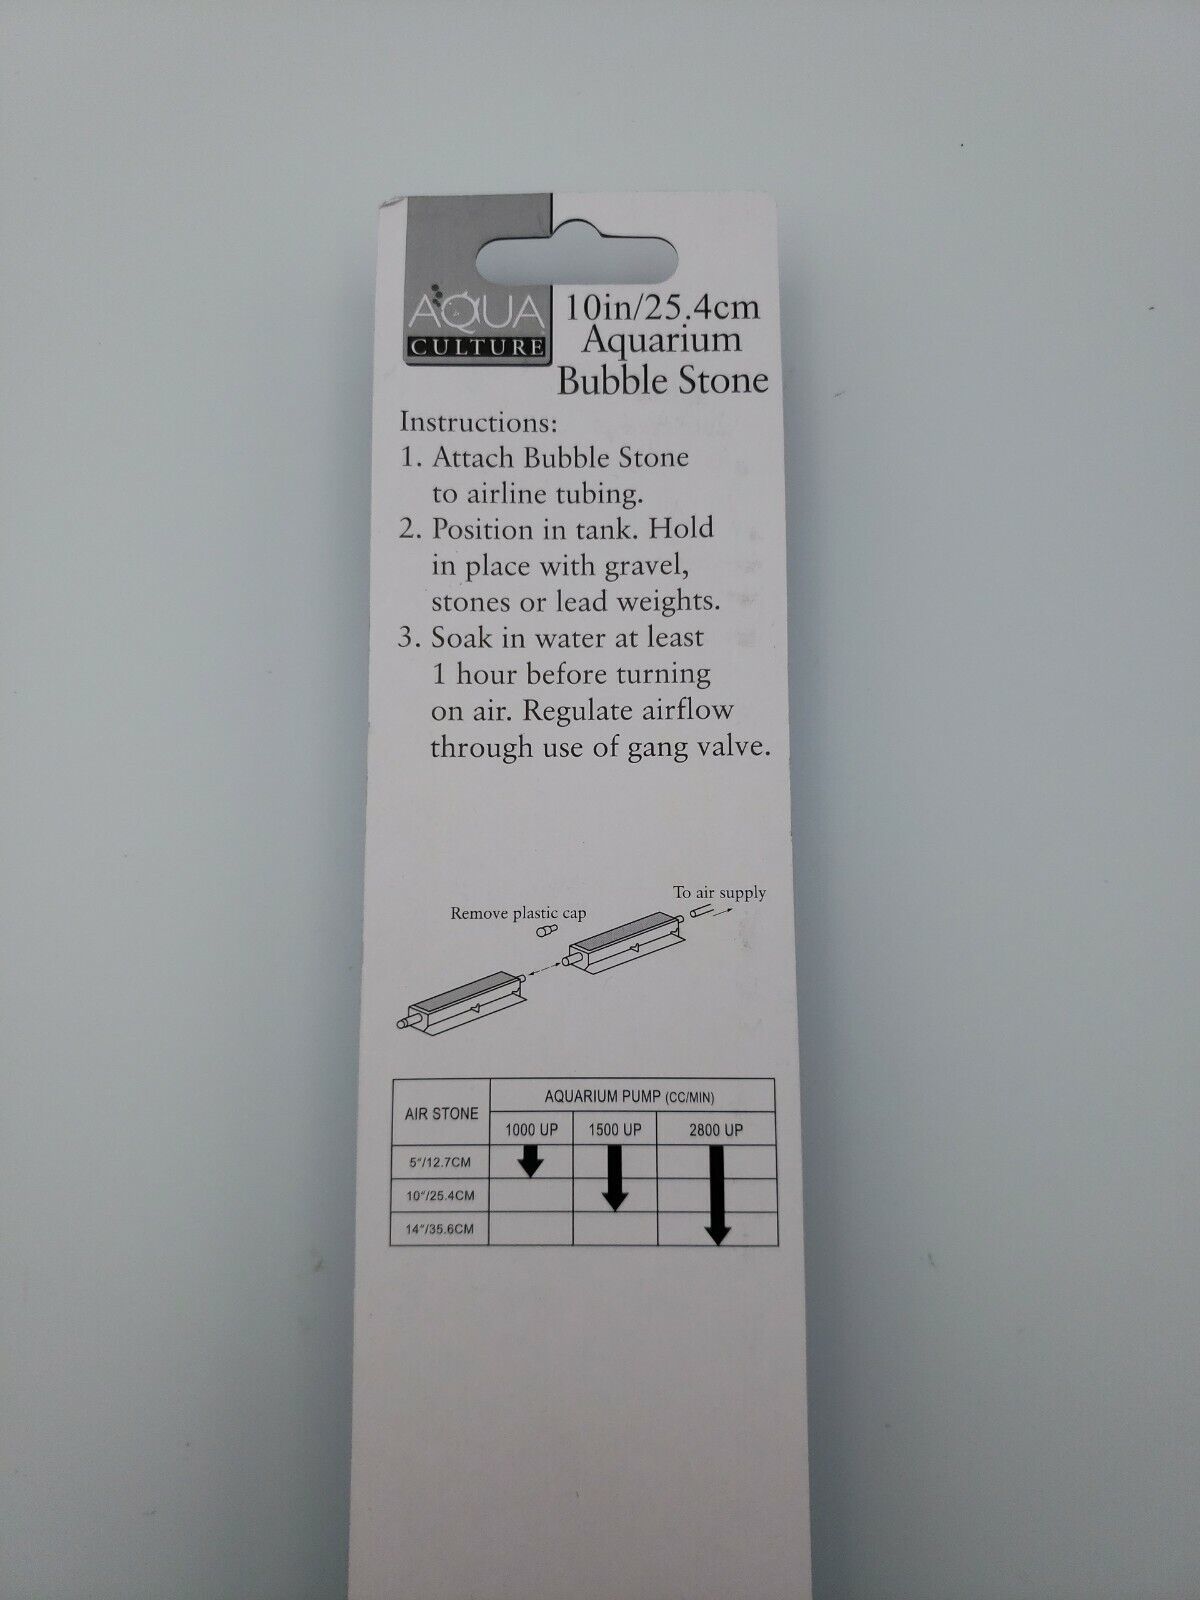 AQUA
CULTURE
10in/25.4cm
Aquarium
Bubble Stone
Instructions:
1. Attach Bubble Stone
to airline tubing.
2. Position in tank. Hold
in place with gravel,
stones or lead weights.
3. Soak in water at least
1 hour before turning
on air. Regulate airflow
through use of gang valve.
To air supply
Remove plastic cap
AIR STONE
AQUARIUM PUMP (CC/MIN)
1000 UP 1500 UP 2800 UP
5"/12.7CM
10"/25.4CM
14"/35.6CM